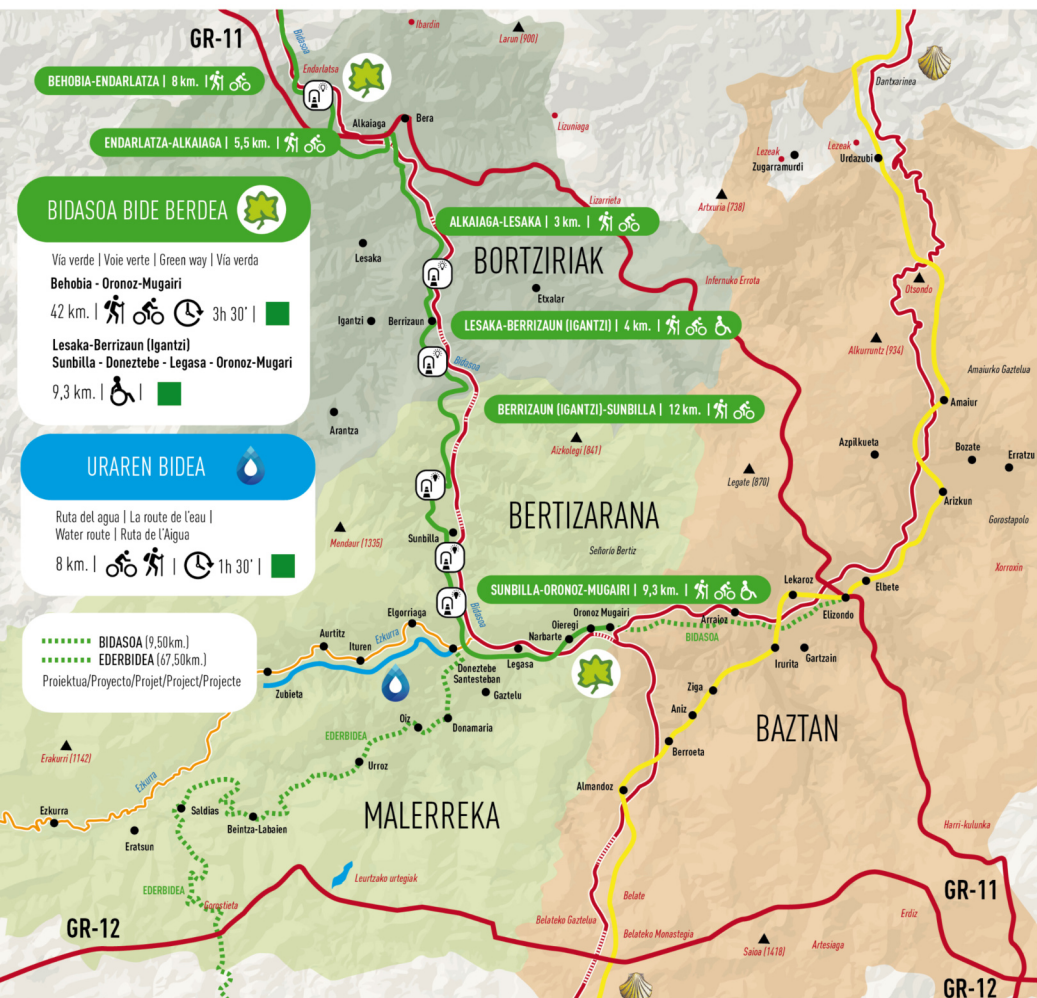 GR-11
Bidasoa
Ibardin
Larun (900)
Endarlatsa
BEHOBIA-ENDARLATZA | 8 km. |
Dantxarinea
Alkaiaga
Bera
Lizuniaga
ENDARLATZA-ALKAIAGA | 5,5 km. |
Lezeak
Zugarramurdi
Lezeak
Urdazubi
BIDASOA BIDE BERDEA
Lizarrieta
Artxuria (738)
ALKAIAGA-LESAKA | 3 km. |
Vía verde | Voie verte | Green way | Vía verda
Behobia - Oronoz-Mugairi
42 km. | 3h 30' |
Lesaka-Berrizaun (Igantzi)
Sunbilla - Doneztebe - Legasa - Oronoz-Mugari
9,3 km. |
Lesaka
BORTZIRIAK
Etxalar
Infernuko Errota
Otsondo
Igantzi
Berrizaun
LESAKA-BERRIZAUN (IGANTZI) | 4 km. |
Alkurruntz (934)
Bidasoa
Amaiurko Gaztelua
Amaiur
BERRIZAUN (IGANTZI)-SUNBILLA | 12 km. |
Arantza
Aizkolegi (841)
Azpilkueta
Bozate
Erratzu
URAREN BIDEA
Legate (870)
Arizkun
Ruta del agua | La route de l'eau |
Water route | Ruta de l'Aigua
8 km. | 1h 30' |
BERTIZARANA
Gorostapolo
Mendaur (1335)
Sunbilla
Señorio Bertiz
Xorroxin
SUNBILLA-ORONOZ-MUGAIRI | 9,3 km. |
Lekaroz
Elbete
Elizondo
Bidasoa
Elgorriaga
Oronoz Mugairi
Oieregi
Arraioz
BIDASOA
BIDASOA (9,50km.)
EDERBIDEA (67,50km.)
Proiektua/Proyecto/Projet/Project/Projecte
Aurtitz
Ezkurra
Ituren
Narbarte
Legasa
Doneztebe
Santesteban
Irurita
Gartzain
Zubieta
Gaztelu
Ziga
Oiz
Donamaria
Aniz
BAZTAN
EDERBIDEA
Berroeta
Erakurri (1142)
Urroz
Ezkurra
Almandoz
Ezkurra
Saldias
Beintza-Labaien
MALERREKA
Eratsun
Harri-kulunka
Leurtzako urtegiak
EDERBIDEA
Gorostieta
GR-11
Belate
GR-12
Belateko Gaztelua
Belateko Monastegia
Erdiz
Saioa (1418)
Artesiaga
GR-12